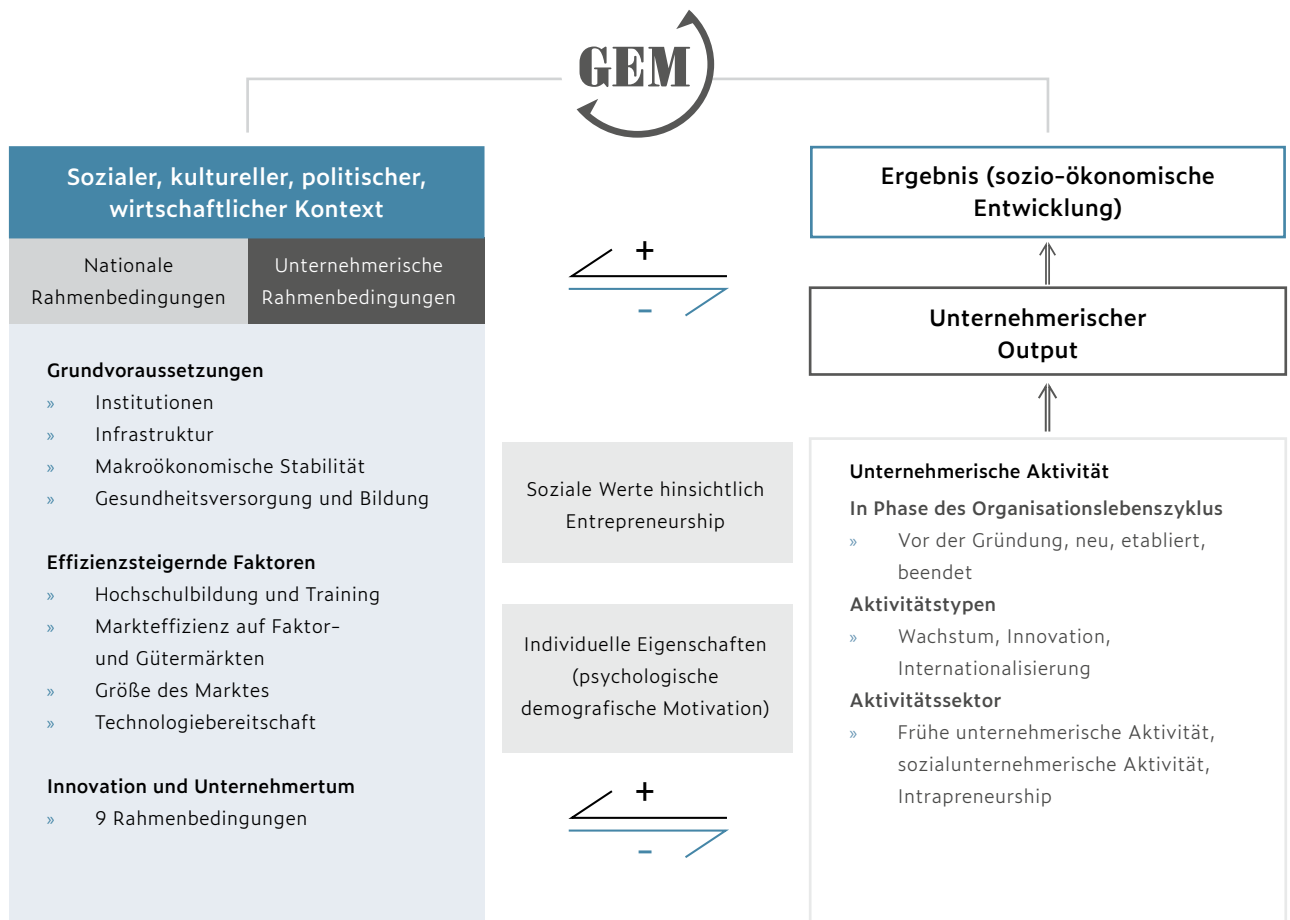 GEM
Sozialer, kultureller, politischer,
wirtschaftlicher Kontext
Nationale
Rahmenbedingungen
Unternehmerische
Rahmenbedingungen
Grundvoraussetzungen
» Institutionen
» Infrastruktur
» Makroökonomische Stabilität
» Gesundheitsversorgung und Bildung
Effizienzsteigernde Faktoren
» Hochschulbildung und Training
» Markteffizienz auf Faktor-
und Gütermärkten
» Größe des Marktes
» Technologiebereitschaft
Innovation und Unternehmertum
» 9 Rahmenbedingungen
+
-
Soziale Werte hinsichtlich
Entrepreneurship
Individuelle Eigenschaften
(psychologische
demografische Motivation)
+
-
Ergebnis (sozio-ökonomische
Entwicklung)
Unternehmerischer
Output
Unternehmerische Aktivität
In Phase des Organisationslebenszyklus
» Vor der Gründung, neu, etabliert,
beendet
Aktivitätstypen
» Wachstum, Innovation,
Internationalisierung
Aktivitätssektor
» Frühe unternehmerische Aktivität,
sozialunternehmerische Aktivität,
Intrapreneurship